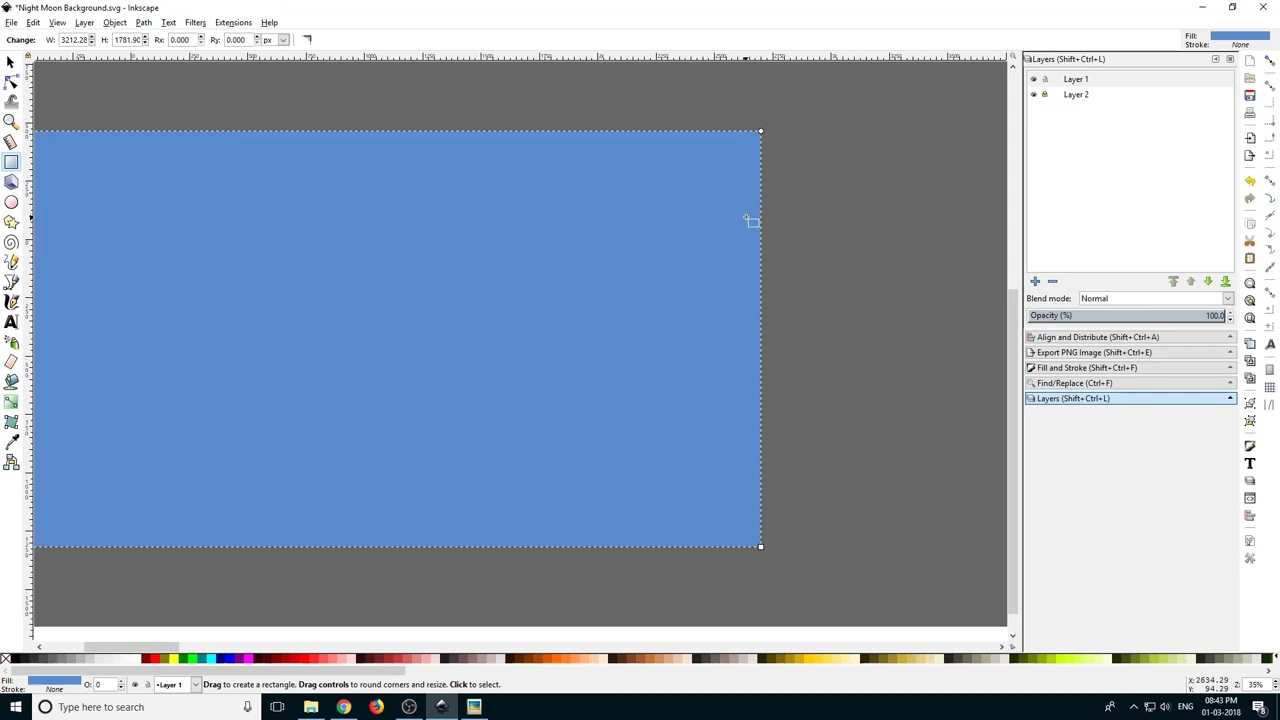 *Night Moon Background.svg - Inkscape
File Edit View Layer Object Path Text Filters Extensions Help
Change: W: 3212.28 H: 1781.90 Rx: 0.000 Ry: 0.000 px
Fill:
Stroke: None
Layers (Shift+Ctrl+L)
Layer 1
Layer 2
Blend mode: Normal
Opacity (%) 100.0
Align and Distribute (Shift+Ctrl+A)
Export PNG Image (Shift+Ctrl+E)
Fill and Stroke (Shift+Ctrl+F)
Find/Replace (Ctrl+F)
Layers (Shift+Ctrl+L)
Fill:
Stroke: None
O: 0
•Layer 1
Drag to create a rectangle. Drag controls to round corners and resize. Click to select.
X: 2634.29
Y: 94.29
Z: 35%
Type here to search
ENG
08:43 PM
01-03-2018
8